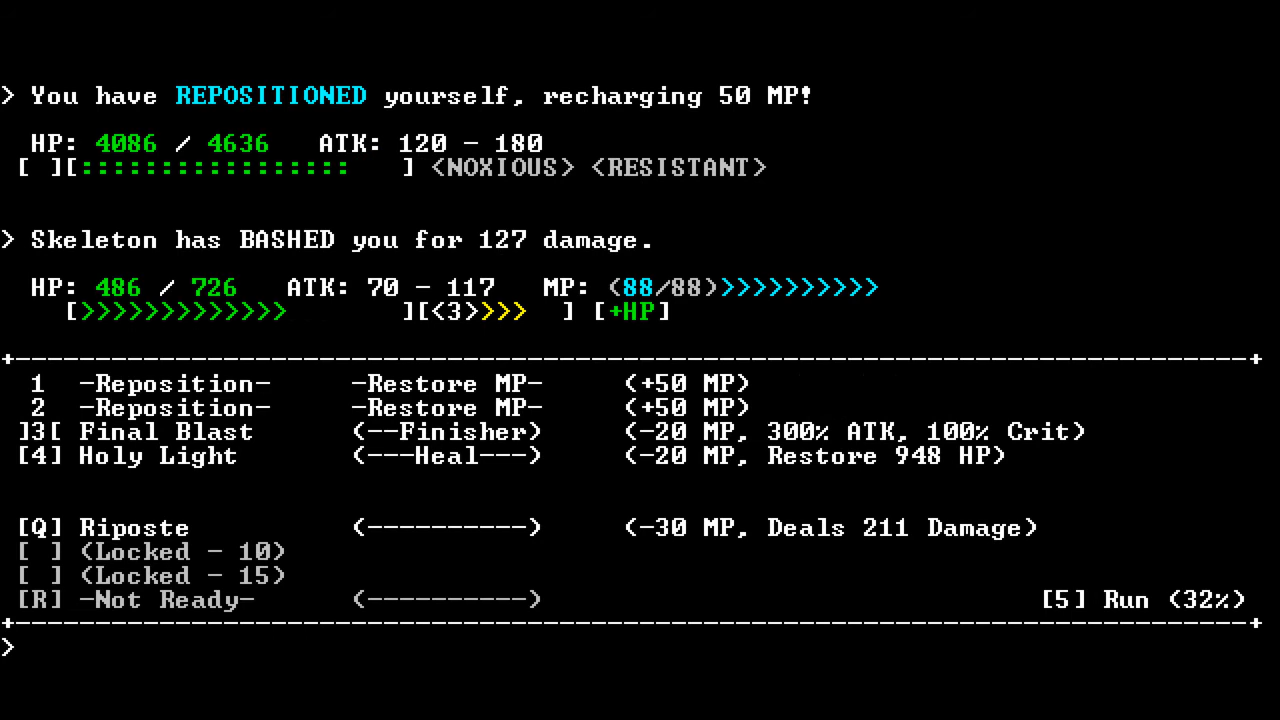 > You have REPOSITIONED yourself, recharging 50 MP!
HP: 4086 / 4636   ATK: 120 - 180
[ ][:::::::::::::::::    ] <NOXIOUS> <RESISTANT>
> Skeleton has BASHED you for 127 damage.
HP: 486 / 726   ATK: 70 - 117   MP: (88/88)>>>>>>>>>>
[>>>>>>>>>>>>>       ][<3>>>>  ] [+HP]
+------------------------------------------------------------------------------+
1  -Reposition-     -Restore MP-     (+50 MP)
2  -Reposition-     -Restore MP-     (+50 MP)
]3[ Final Blast      (--Finisher)     (-20 MP, 300% ATK, 100% Crit)
[4] Holy Light       (---Heal---)     (-20 MP, Restore 948 HP)
[Q] Riposte          (----------)     (-30 MP, Deals 211 Damage)
[ ] (Locked - 10)
[ ] (Locked - 15)
[R] -Not Ready-      (----------)                                [5] Run (32%)
+------------------------------------------------------------------------------+
>